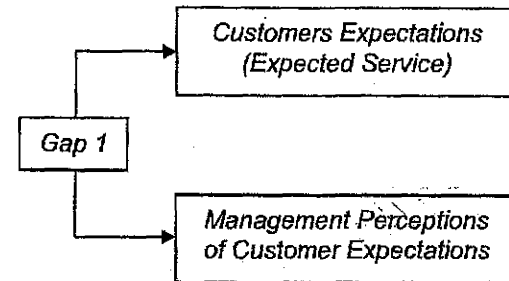 Customers Expectations
(Expected Service)
Gap 1
Management Perceptions
of Customer Expectations